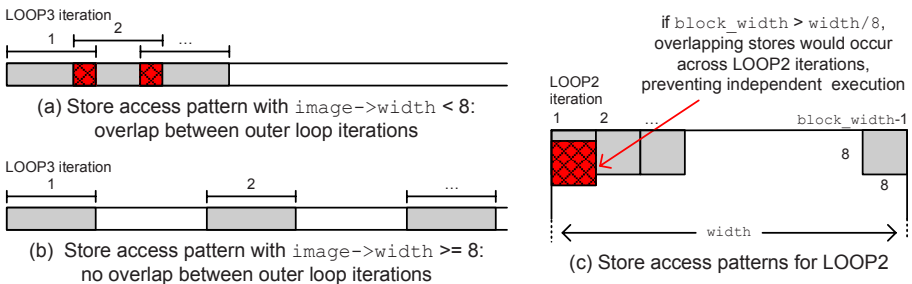 LOOP3 iteration
1
2
...
(a) Store access pattern with image->width < 8:
overlap between outer loop iterations
LOOP3 iteration
1
2
...
(b) Store access pattern with image->width >= 8:
no overlap between outer loop iterations
if block_width > width/8,
overlapping stores would occur
across LOOP2 iterations,
preventing independent execution
LOOP2
iteration
1 2 ... block_width-1
8
8
width
(c) Store access patterns for LOOP2